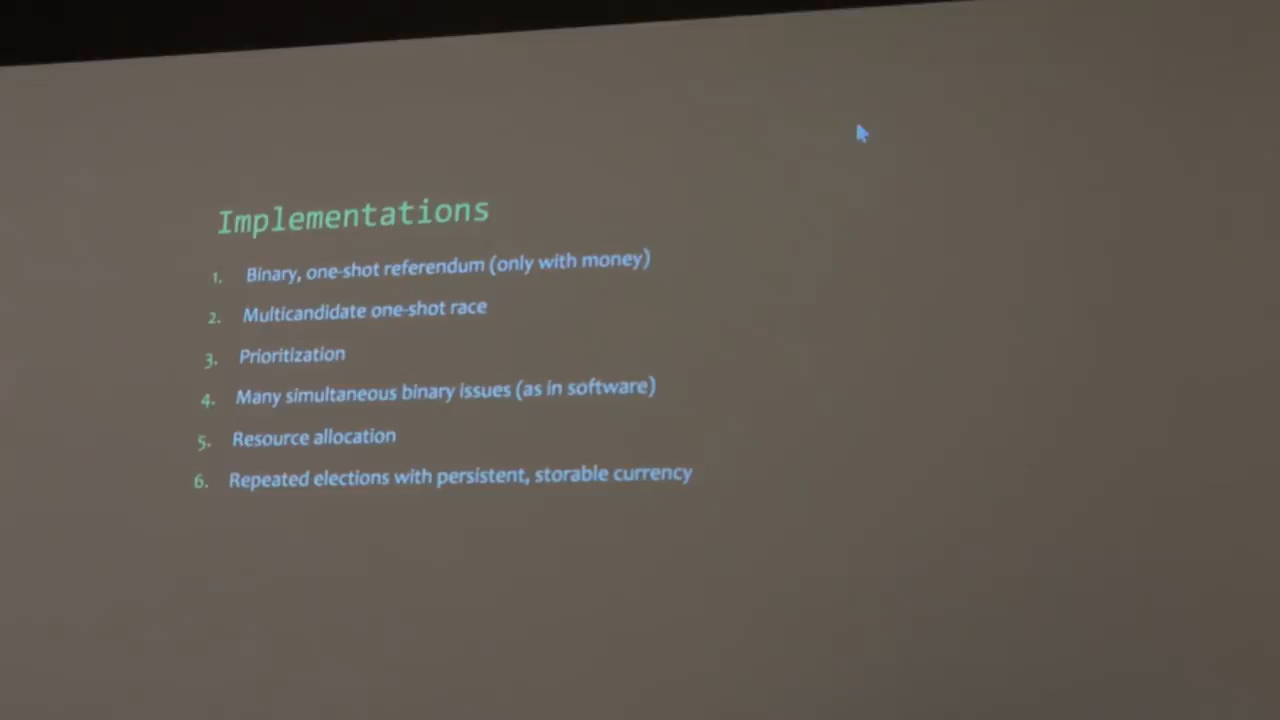 Implementations
1. Binary, one-shot referendum (only with money)
2. Multicandidate one-shot race
3. Prioritization
4. Many simultaneous binary issues (as in software)
5. Resource allocation
6. Repeated elections with persistent, storable currency